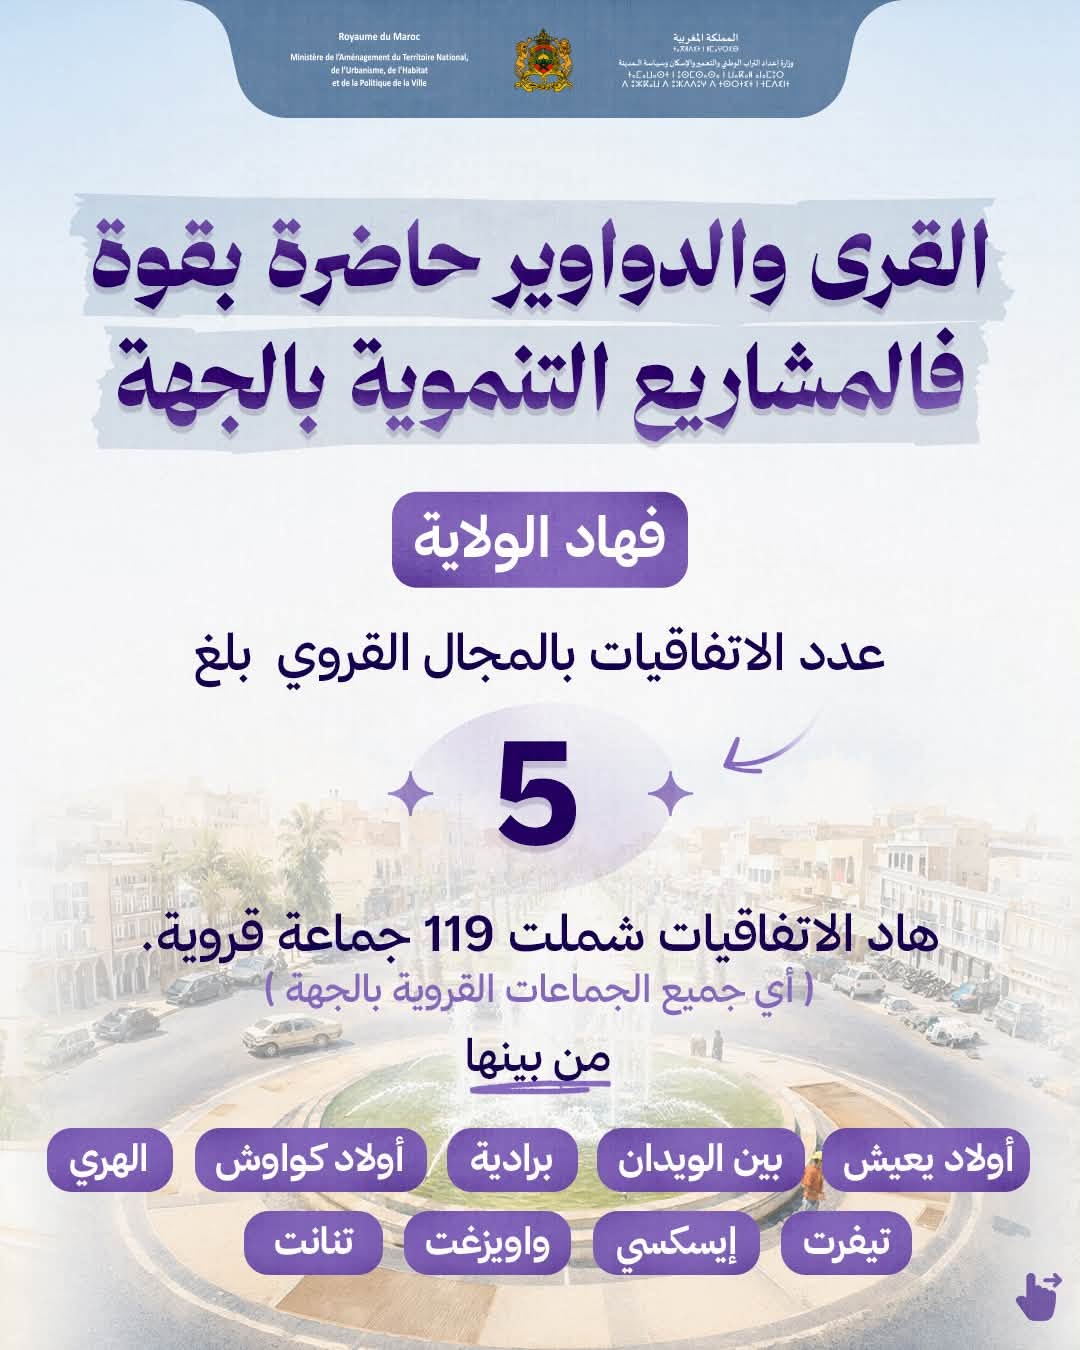 Royaume du Maroc
Ministère de l'Aménagement du Territoire National,
de l'Urbanisme, de l'Habitat
et de la Politique de la Ville
المملكة المغربية
ⵜⴰⴳⵍⴷⵉⵜ ⵏ ⵍⵎⵖⵔⵉⴱ
وزارة إعداد التراب الوطني والتعمير والإسكان وسياسة المدينة
القرى والدواوير حاضرة بقوة
فالمشاريع التنموية بالجهة
فهاد الولاية
عدد الاتفاقيات بالمجال القروي بلغ
5
هاد الاتفاقيات شملت 119 جماعة قروية.
( أي جميع الجماعات القروية بالجهة )
من بينها
أولاد يعيش بين الويدان برادية أولاد كواوش الهري
تيفرت إيسكسي واويزغت تنانت